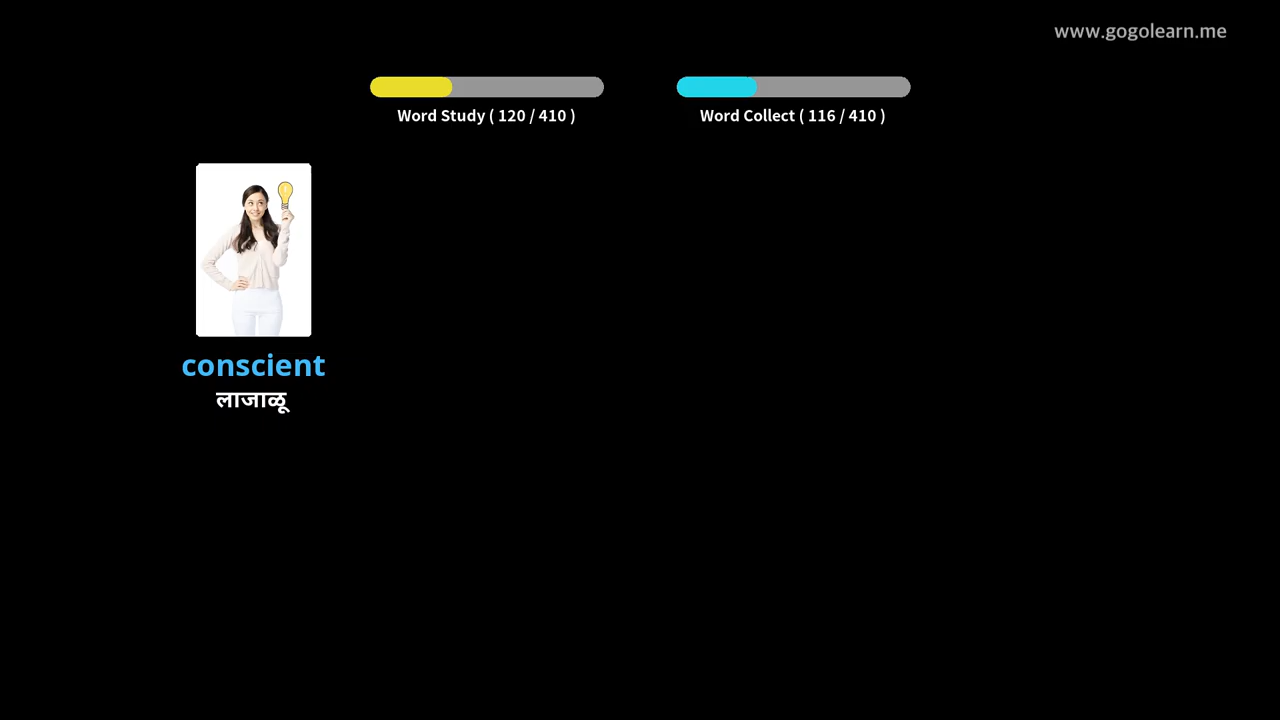 www.gogolearn.me
Word Study ( 120 / 410 )
Word Collect ( 116 / 410 )
conscient
लाजाळू